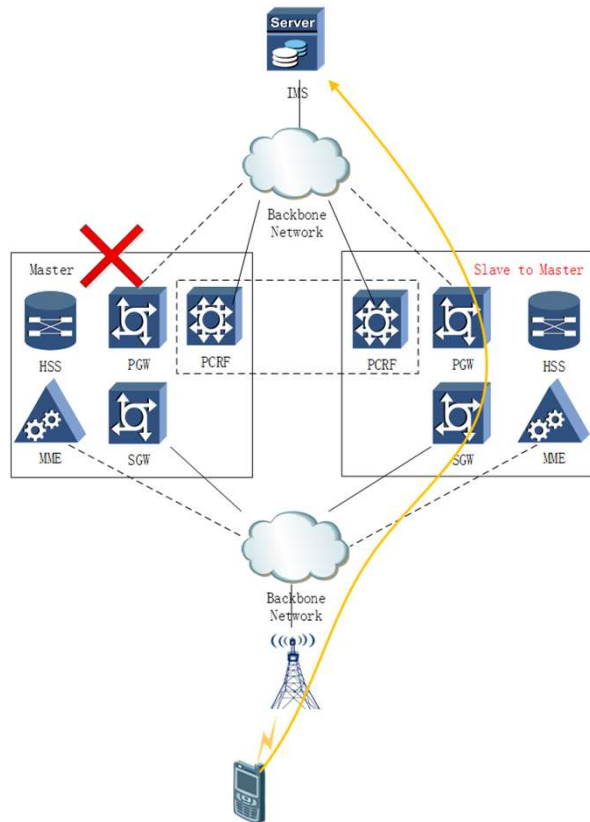 Server
IMS
Backbone
Network
Master
Slave to Master
HSS
PGW
PCRF
PCRF
PGW
HSS
MME
SGW
SGW
MME
Backbone
Network